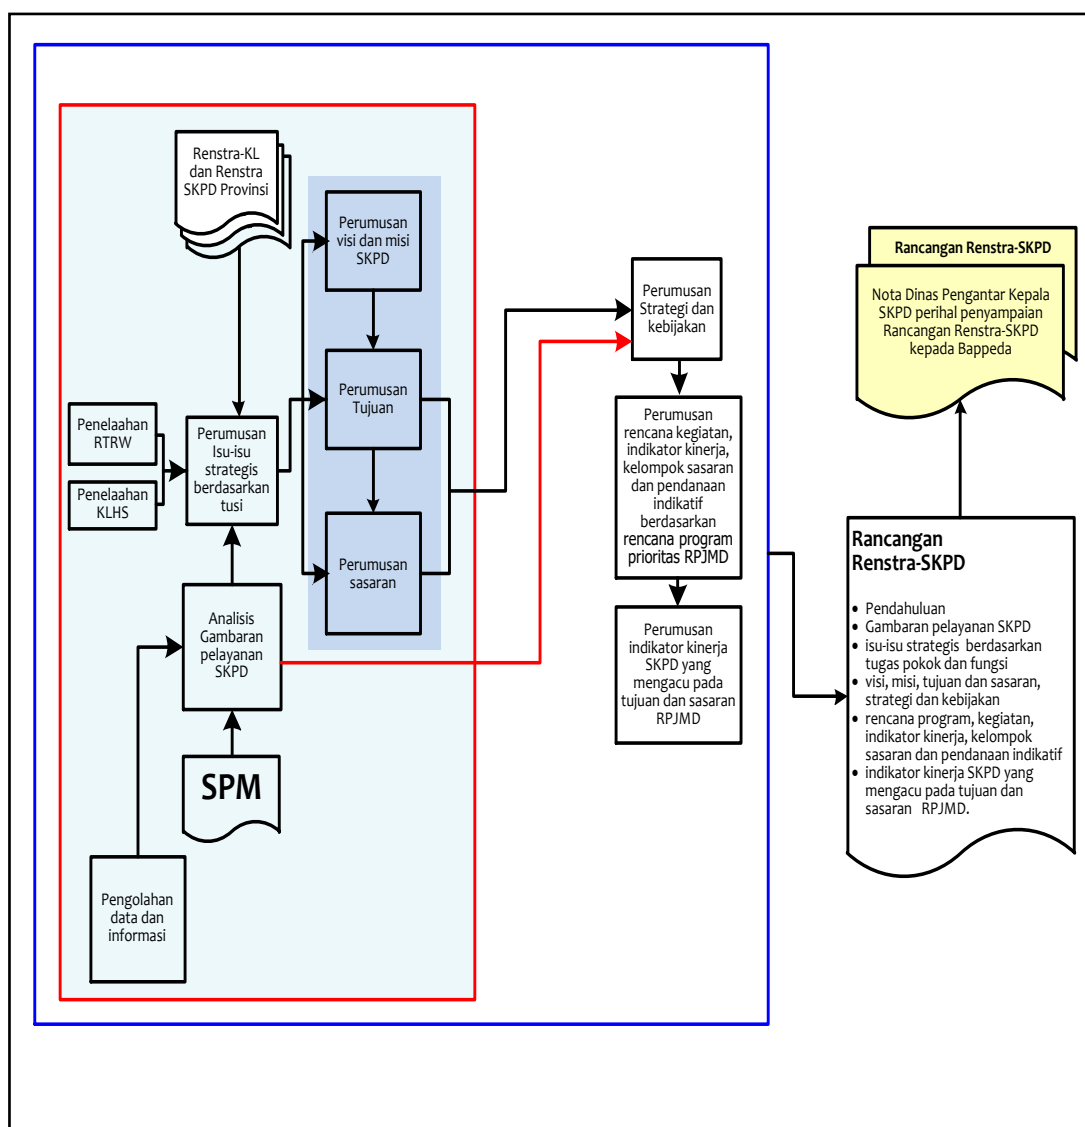 Renstra-KL
dan Renstra
SKPD Provinsi
Perumusan
visi dan misi
SKPD
Rancangan Renstra-SKPD
Nota Dinas Pengantar Kepala
SKPD perihal penyampaian
Rancangan Renstra-SKPD
kepada Bappeda
Perumusan
Strategi dan
kebijakan
Perumusan
Tujuan
Penelaahan
RTRW
Penelaahan
KLHS
Perumusan
Isu-isu
strategis
berdasarkan
tusi
Perumusan
rencana kegiatan,
indikator kinerja,
kelompok sasaran
dan pendanaan
indikatif
berdasarkan
rencana program
prioritas RPJMD
Perumusan
sasaran
Analisis
Gambaran
pelayanan
SKPD
Perumusan
indikator kinerja
SKPD yang
mengacu pada
tujuan dan sasaran
RPJMD
SPM
Pengolahan
data dan
informasi
Rancangan
Renstra-SKPD
• Pendahuluan
• Gambaran pelayanan SKPD
• isu-isu strategis berdasarkan
tugas pokok dan fungsi
• visi, misi, tujuan dan sasaran,
strategi dan kebijakan
• rencana program, kegiatan,
indikator kinerja, kelompok
sasaran dan pendanaan indikatif
• indikator kinerja SKPD yang
mengacu pada tujuan dan
sasaran RPJMD.